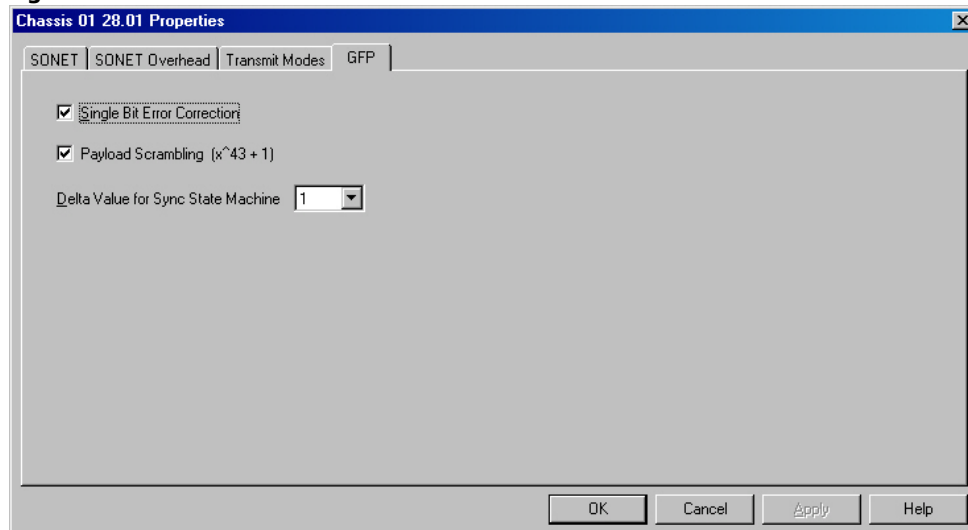 Chassis 01 28.01 Properties
SONET SONET Overhead Transmit Modes GFP
Single Bit Error Correction
Payload Scrambling (x^43 + 1)
Delta Value for Sync State Machine 1
OK Cancel Apply Help